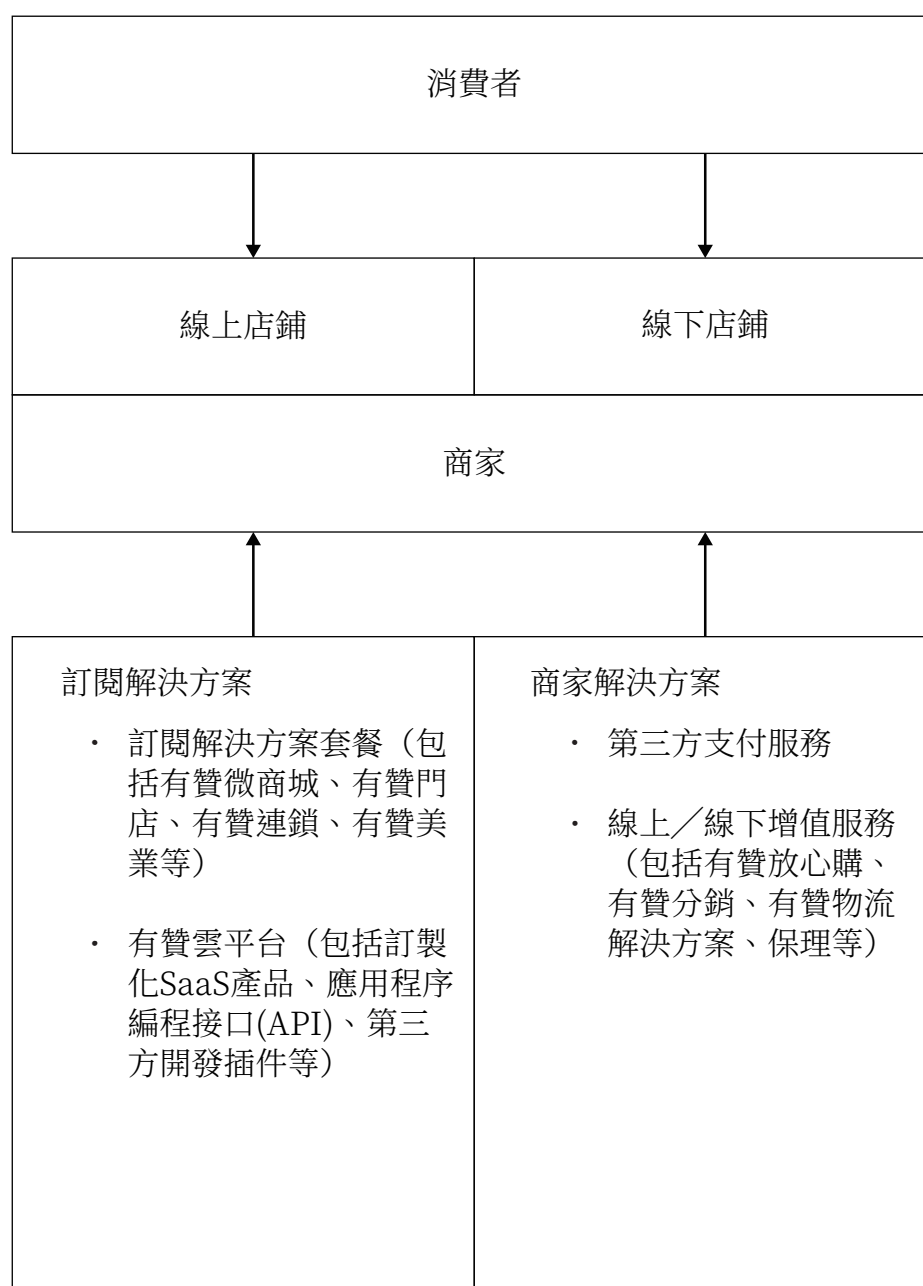 消費者
線上店鋪
線下店鋪
商家
訂閱解決方案
· 訂閱解決方案套餐（包
括有贊微商城、有贊門
店、有贊連鎖、有贊美
業等）
· 有贊雲平台（包括訂製
化SaaS產品、應用程序
編程接口(API)、第三
方開發插件等）
商家解決方案
· 第三方支付服務
· 線上／線下增值服務
（包括有贊放心購、
有贊分銷、有贊物流
解決方案、保理等）